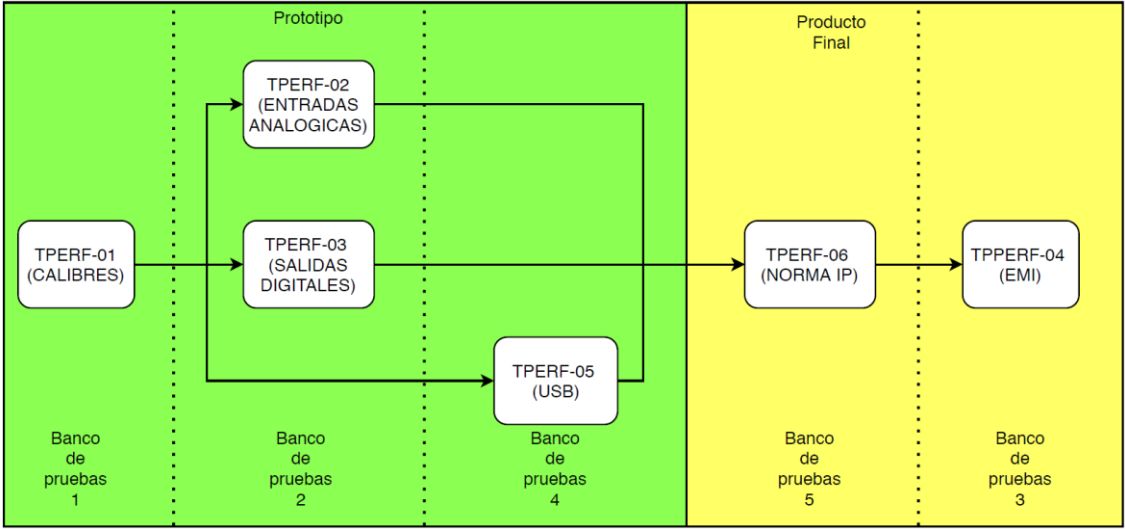 Prototipo
Producto
Final
TPERF-02
(ENTRADAS
ANALOGICAS)
TPERF-01
(CALIBRES)
TPERF-03
(SALIDAS
DIGITALES)
TPERF-06
(NORMA IP)
TPPERF-04
(EMI)
TPERF-05
(USB)
Banco
de
pruebas
1
Banco
de
pruebas
2
Banco
de
pruebas
4
Banco
de
pruebas
5
Banco
de
pruebas
3